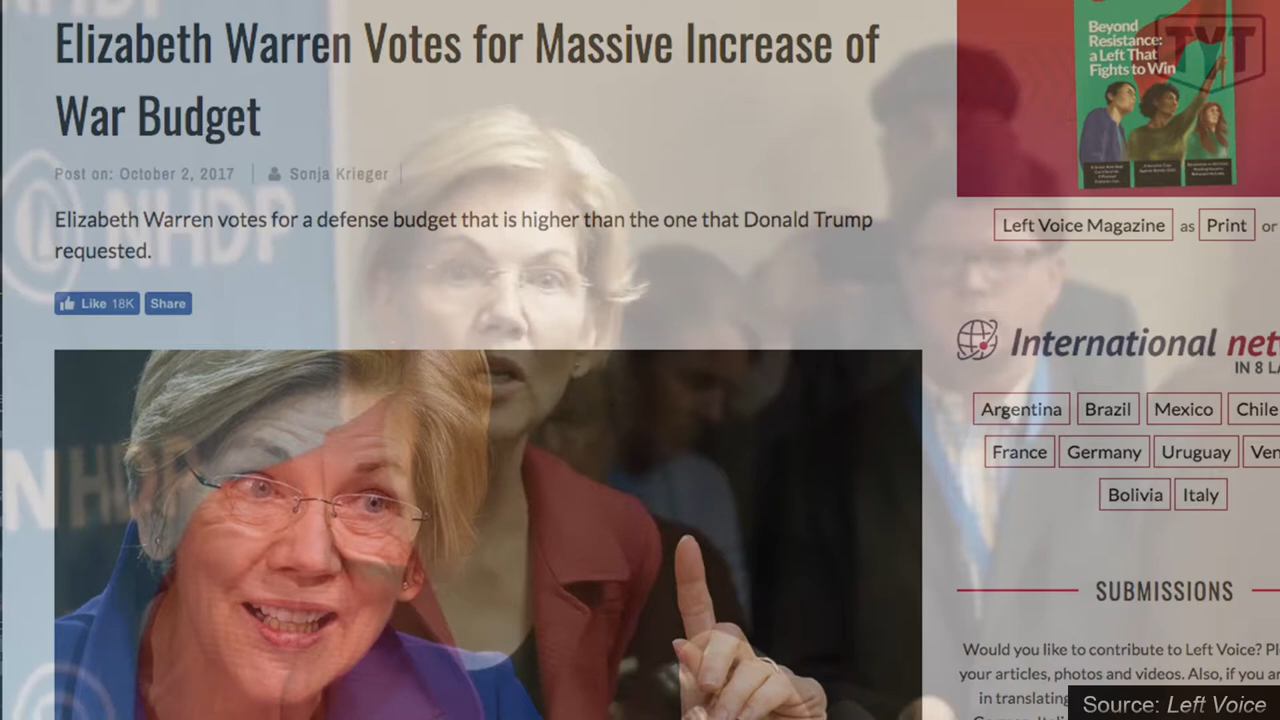 Elizabeth Warren Votes for Massive Increase of
War Budget
Post on: October 2, 2017 Sonja Krieger
Elizabeth Warren votes for a defense budget that is higher than the one that Donald Trump
requested.
Like 18K Share
NHDP
NHDP
Beyond
Resistance:
a Left That
Fights to Win
TYT
Left Voice Magazine as Print or
International net
IN 8 LA
Argentina Brazil Mexico Chile
France Germany Uruguay Ven
Bolivia Italy
SUBMISSIONS
Would you like to contribute to Left Voice? Pl
your articles, photos and videos. Also, if you ar
in translating
Source: Left Voice